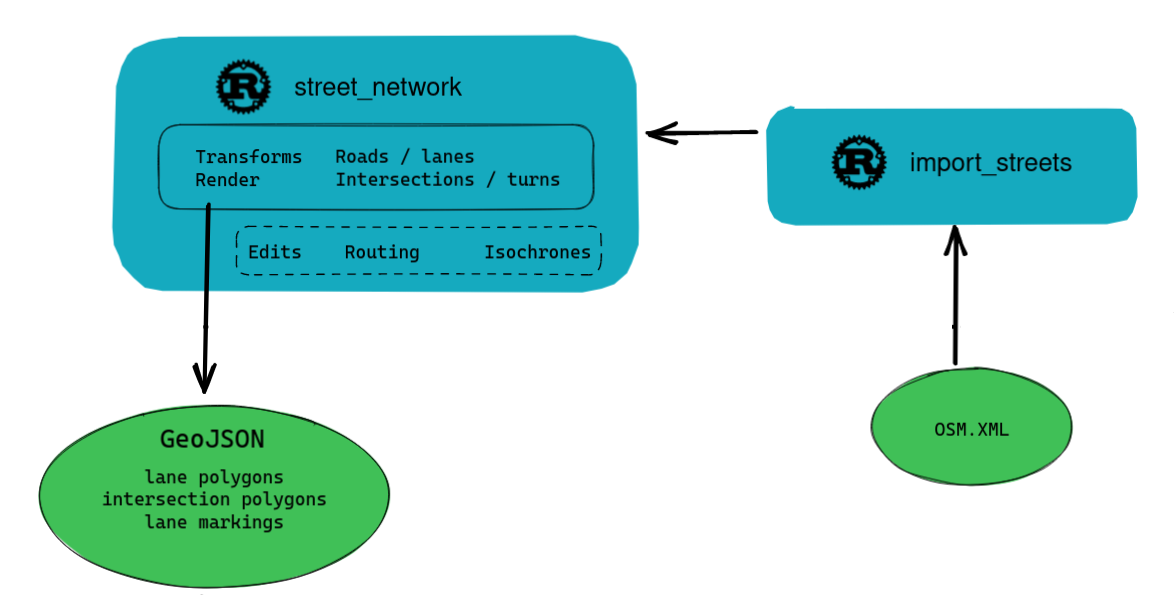 street_network
Transforms Roads / lanes
Render Intersections / turns
Edits Routing Isochrones
import_streets
GeoJSON
lane polygons
intersection polygons
lane markings
OSM.XML
R
R